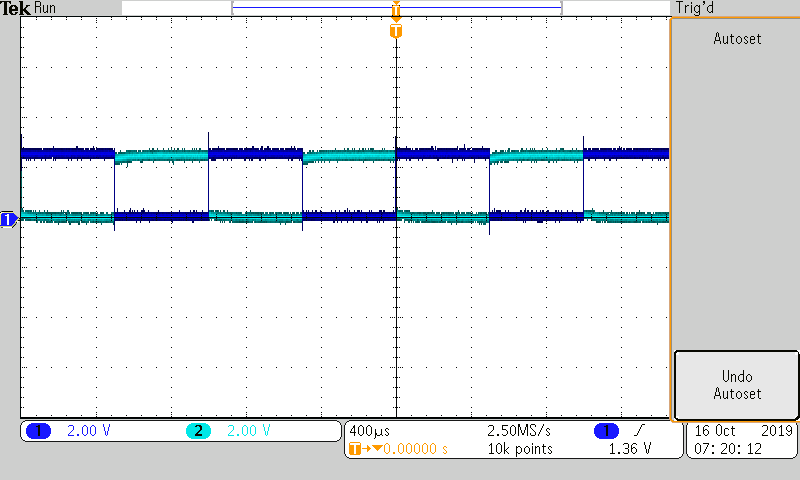 Tek Run Trig'd
T
T
Autoset
1
Undo
Autoset
1 2.00 V 2 2.00 V
400µs 2.50MS/s 1
T→▼0.00000 s 10k points 1.36 V
16 Oct 2019
07:20:12